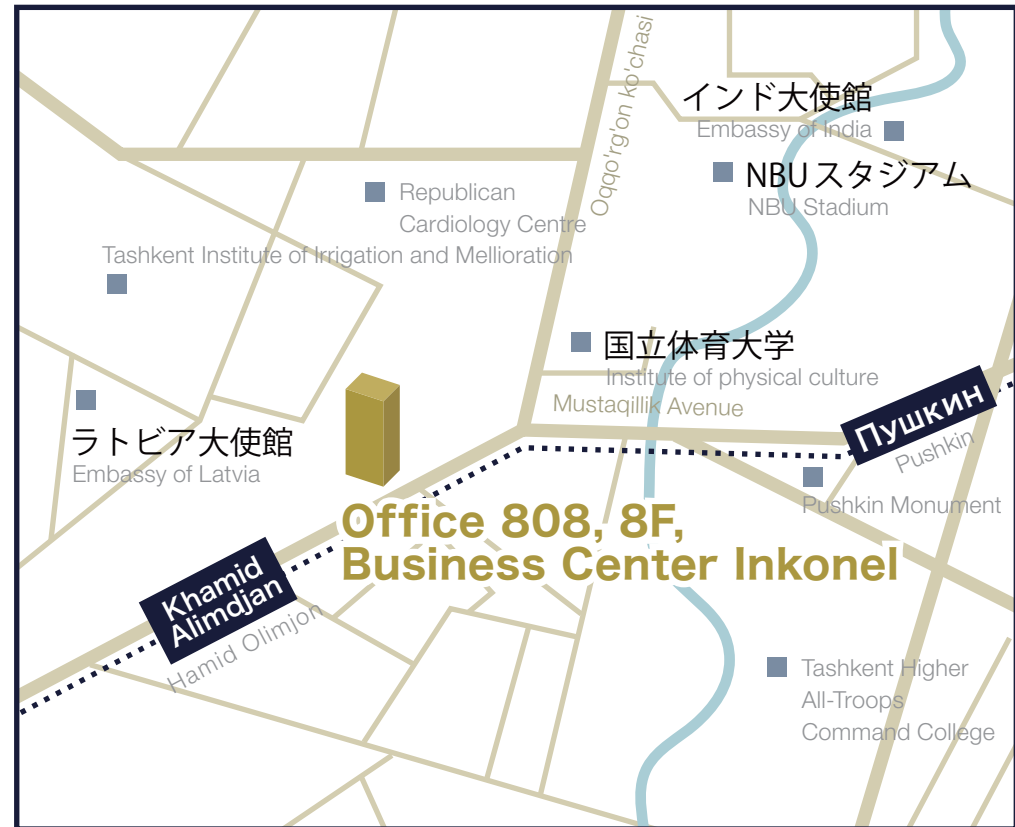 Oqqo'rg'on ko'chasi
インド大使館
Embassy of India
NBUスタジアム
NBU Stadium
Republican
Cardiology Centre
Tashkent Institute of Irrigation and Mellioration
国立体育大学
Institute of physical culture
Mustaqillik Avenue
Пушкин
Pushkin
ラトビア大使館
Embassy of Latvia
Pushkin Monument
Office 808, 8F,
Business Center Inkonel
Khamid
Alimdjan
Hamid Olimjon
Tashkent Higher
All-Troops
Command College